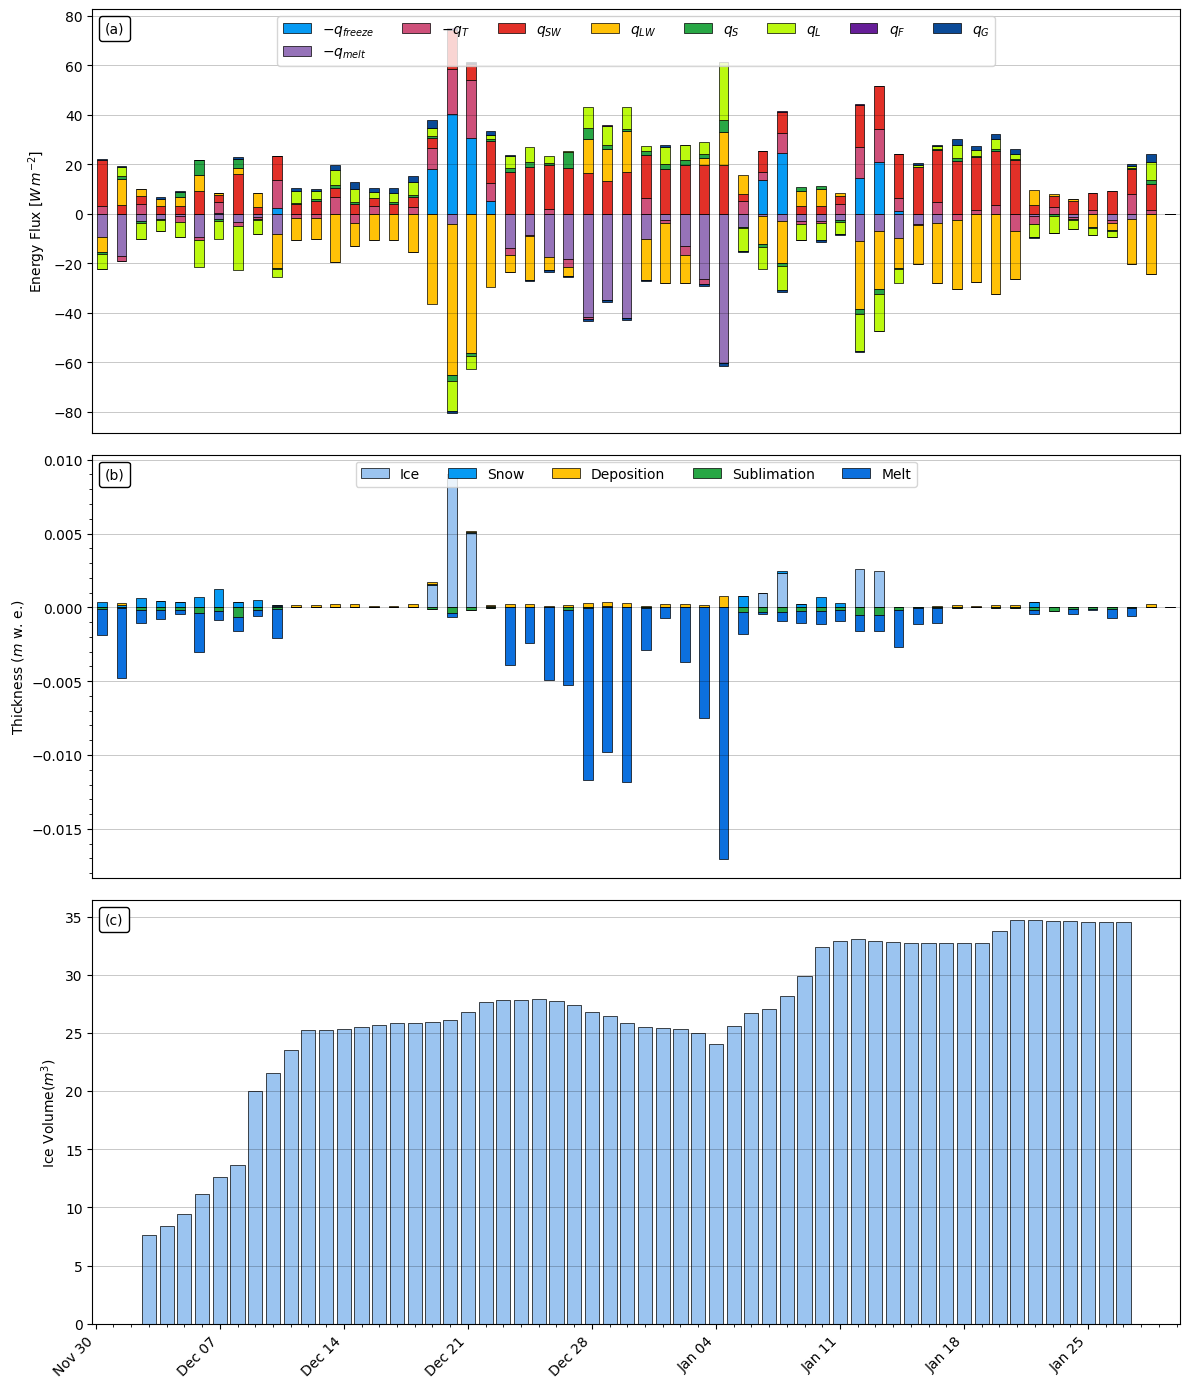 (a)
−q_freeze −q_T q_SW q_LW q_S q_L q_F q_G
−q_melt
80
60
40
20
0
−20
−40
−60
−80
Energy Flux [W m⁻²]
(b)
Ice Snow Deposition Sublimation Melt
0.010
0.005
0.000
−0.005
−0.010
−0.015
Thickness (m w. e.)
(c)
35
30
25
20
15
10
5
0
Ice Volume(m³)
Nov 30 Dec 07 Dec 14 Dec 21 Dec 28 Jan 04 Jan 11 Jan 18 Jan 25